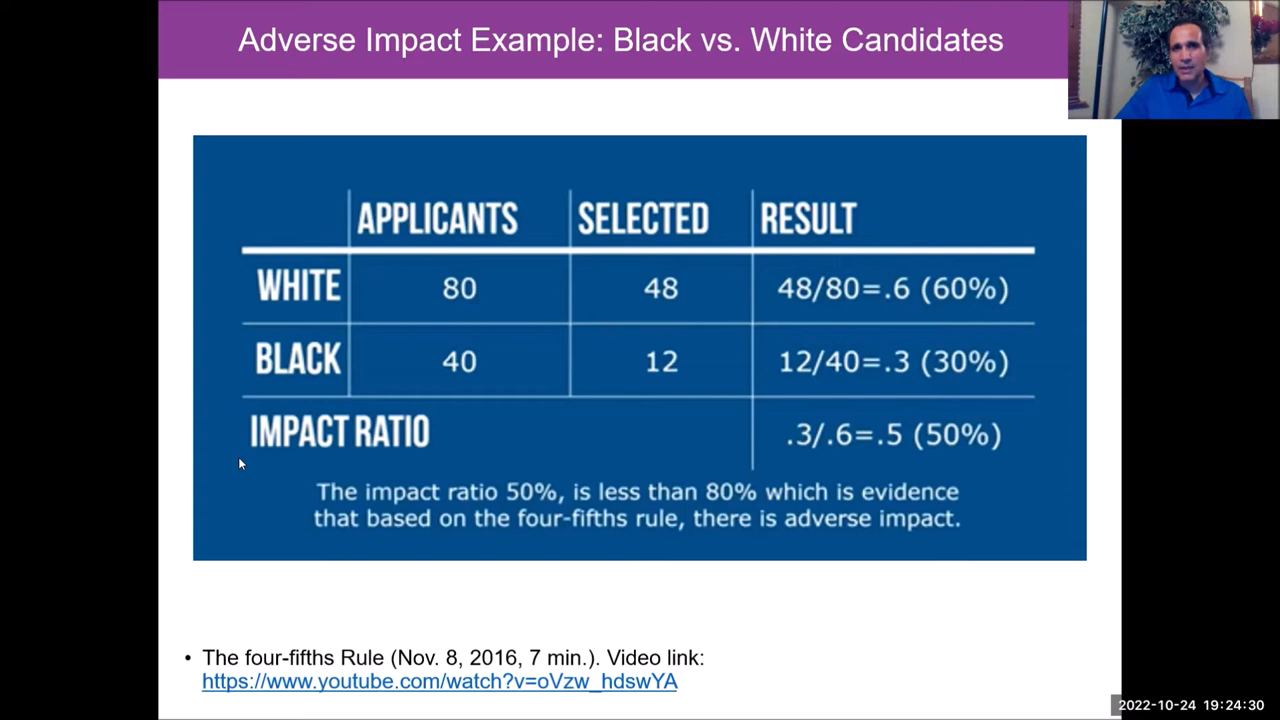 Adverse Impact Example: Black vs. White Candidates
APPLICANTS SELECTED RESULT
WHITE 80 48 48/80=.6 (60%)
BLACK 40 12 12/40=.3 (30%)
IMPACT RATIO .3/.6=.5 (50%)
The impact ratio 50%, is less than 80% which is evidence
that based on the four-fifths rule, there is adverse impact.
• The four-fifths Rule (Nov. 8, 2016, 7 min.). Video link:
https://www.youtube.com/watch?v=oVzw_hdswYA
2022-10-24 19:24:30